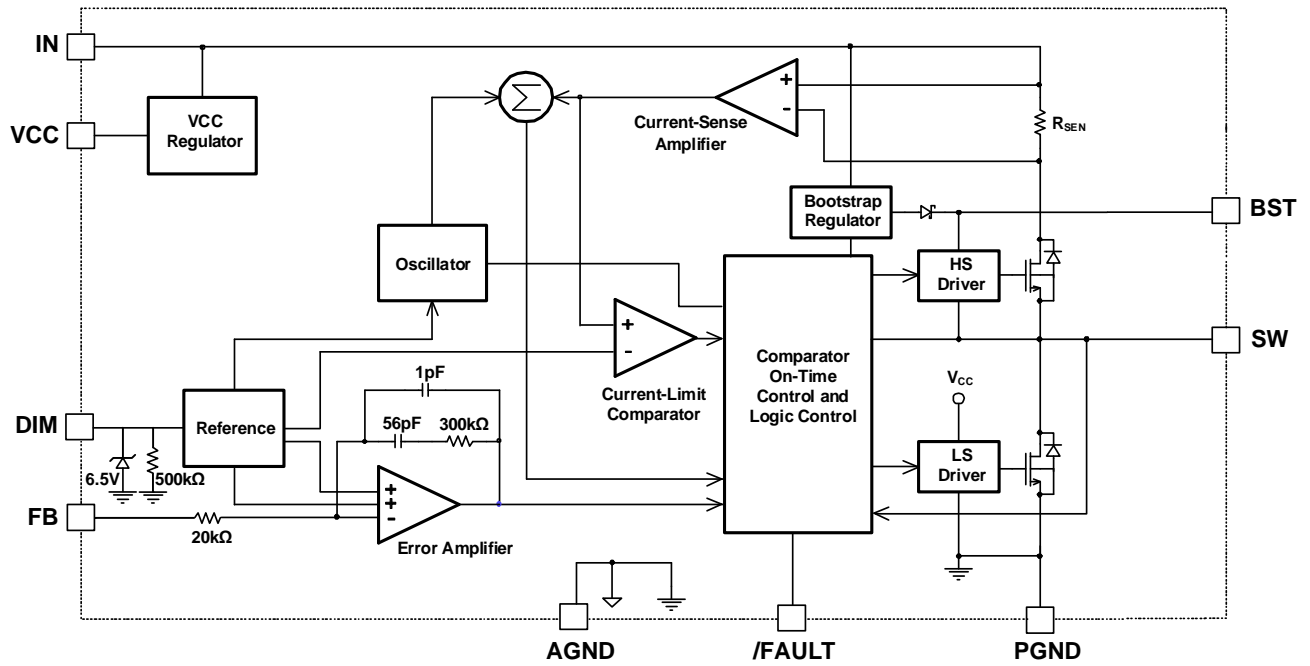 IN
VCC
VCC
Regulator
Σ
+
-
Current-Sense
Amplifier
RSEN
Bootstrap
Regulator
BST
Oscillator
HS
Driver
+
-
Current-Limit
Comparator
Comparator
On-Time
Control and
Logic Control
SW
VCC
1pF
56pF
300kΩ
DIM
Reference
6.5V
500kΩ
LS
Driver
FB
20kΩ
+
+
-
Error Amplifier
AGND
/FAULT
PGND